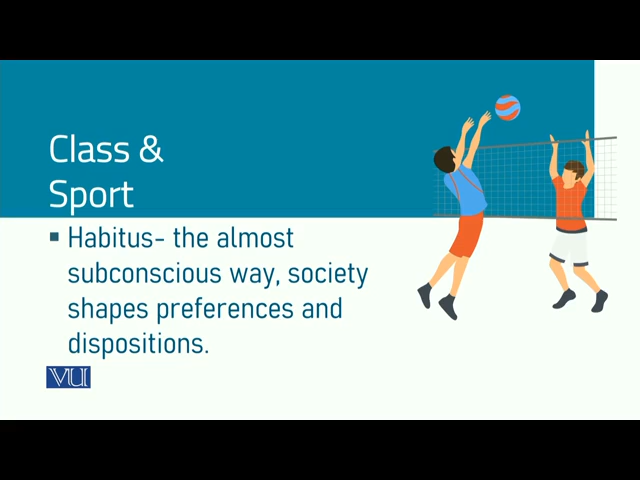 Class &
Sport
▪ Habitus- the almost
subconscious way, society
shapes preferences and
dispositions.
VU